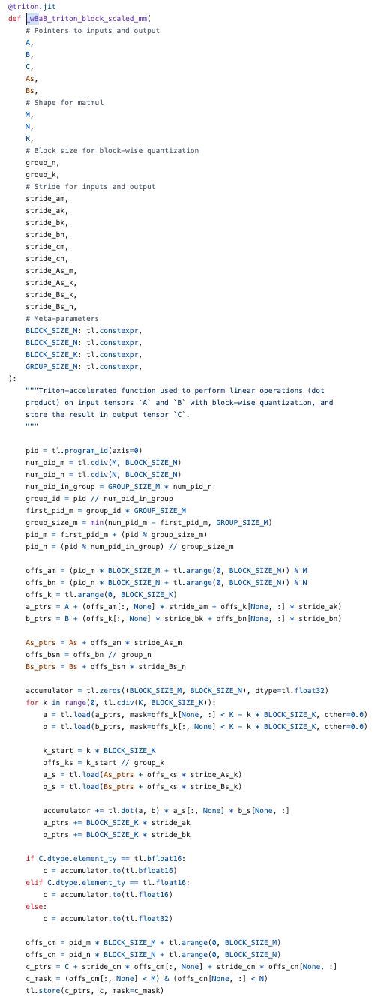 @triton.jit
def _w8a8_triton_block_scaled_mm(
    # Pointers to inputs and output
    A,
    B,
    C,
    As,
    Bs,
    # Shape for matmul
    M,
    N,
    K,
    # Block size for block-wise quantization
    group_n,
    group_k,
    # Stride for inputs and output
    stride_am,
    stride_ak,
    stride_bk,
    stride_bn,
    stride_cm,
    stride_cn,
    stride_As_m,
    stride_As_k,
    stride_Bs_k,
    stride_Bs_n,
    # Meta-parameters
    BLOCK_SIZE_M: tl.constexpr,
    BLOCK_SIZE_N: tl.constexpr,
    BLOCK_SIZE_K: tl.constexpr,
    GROUP_SIZE_M: tl.constexpr,
):
    """Triton-accelerated function used to perform linear operations (dot
    product) on input tensors `A` and `B` with block-wise quantization, and
    store the result in output tensor `C`.
    """

    pid = tl.program_id(axis=0)
    num_pid_m = tl.cdiv(M, BLOCK_SIZE_M)
    num_pid_n = tl.cdiv(N, BLOCK_SIZE_N)
    num_pid_in_group = GROUP_SIZE_M * num_pid_n
    group_id = pid // num_pid_in_group
    first_pid_m = group_id * GROUP_SIZE_M
    group_size_m = min(num_pid_m - first_pid_m, GROUP_SIZE_M)
    pid_m = first_pid_m + (pid % group_size_m)
    pid_n = (pid % num_pid_in_group) // group_size_m

    offs_am = (pid_m * BLOCK_SIZE_M + tl.arange(0, BLOCK_SIZE_M)) % M
    offs_bn = (pid_n * BLOCK_SIZE_N + tl.arange(0, BLOCK_SIZE_N)) % N
    offs_k = tl.arange(0, BLOCK_SIZE_K)
    a_ptrs = A + (offs_am[:, None] * stride_am + offs_k[None, :] * stride_ak)
    b_ptrs = B + (offs_k[:, None] * stride_bk + offs_bn[None, :] * stride_bn)

    As_ptrs = As + offs_am * stride_As_m
    offs_bsn = offs_bn // group_n
    Bs_ptrs = Bs + offs_bsn * stride_Bs_n

    accumulator = tl.zeros((BLOCK_SIZE_M, BLOCK_SIZE_N), dtype=tl.float32)
    for k in range(0, tl.cdiv(K, BLOCK_SIZE_K)):
        a = tl.load(a_ptrs, mask=offs_k[None, :] < K - k * BLOCK_SIZE_K, other=0.0)
        b = tl.load(b_ptrs, mask=offs_k[:, None] < K - k * BLOCK_SIZE_K, other=0.0)

        k_start = k * BLOCK_SIZE_K
        offs_ks = k_start // group_k
        a_s = tl.load(As_ptrs + offs_ks * stride_As_k)
        b_s = tl.load(Bs_ptrs + offs_ks * stride_Bs_k)

        accumulator += tl.dot(a, b) * a_s[:, None] * b_s[None, :]
        a_ptrs += BLOCK_SIZE_K * stride_ak
        b_ptrs += BLOCK_SIZE_K * stride_bk

    if C.dtype.element_ty == tl.bfloat16:
        c = accumulator.to(tl.bfloat16)
    elif C.dtype.element_ty == tl.float16:
        c = accumulator.to(tl.float16)
    else:
        c = accumulator.to(tl.float32)

    offs_cm = pid_m * BLOCK_SIZE_M + tl.arange(0, BLOCK_SIZE_M)
    offs_cn = pid_n * BLOCK_SIZE_N + tl.arange(0, BLOCK_SIZE_N)
    c_ptrs = C + stride_cm * offs_cm[:, None] + stride_cn * offs_cn[None, :]
    c_mask = (offs_cm[:, None] < M) & (offs_cn[None, :] < N)
    tl.store(c_ptrs, c, mask=c_mask)